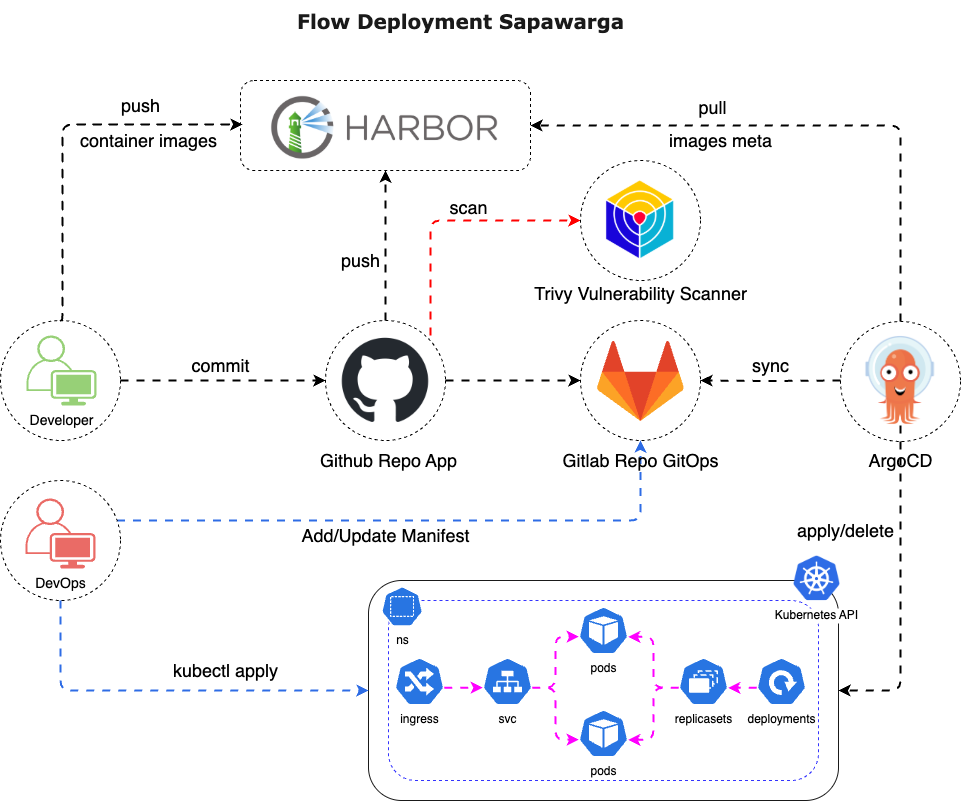 Flow Deployment Sapawarga
push
container images
HARBOR
pull
images meta
scan
push
Trivy Vulnerability Scanner
commit
sync
Developer
Github Repo App
Gitlab Repo GitOps
ArgoCD
Add/Update Manifest
apply/delete
DevOps
Kubernetes API
ns
kubectl apply
pods
ingress
svc
replicasets
deployments
pods